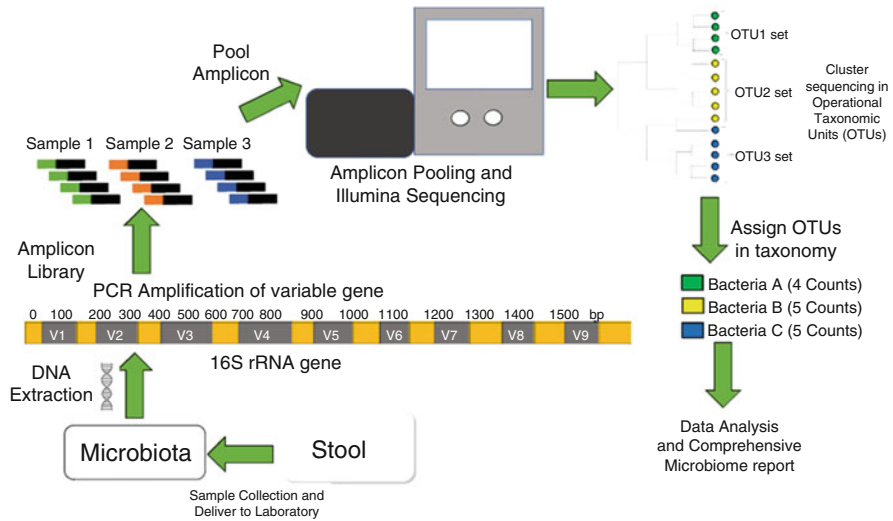 Pool
Amplicon
Sample 1 Sample 2 Sample 3
Amplicon Pooling and
Illumina Sequencing
OTU1 set
OTU2 set
OTU3 set
Cluster
sequencing in
Operational
Taxonomic
Units (OTUs)
Amplicon
Library
Assign OTUs
in taxonomy
Bacteria A (4 Counts)
Bacteria B (5 Counts)
Bacteria C (5 Counts)
PCR Amplification of variable gene
0 100 200 300 400 500 600 700 800 900 1000 1100 1200 1300 1400 1500 bp
V1 V2 V3 V4 V5 V6 V7 V8 V9
16S rRNA gene
DNA
Extraction
Microbiota
Stool
Sample Collection and
Deliver to Laboratory
Data Analysis
and Comprehensive
Microbiome report